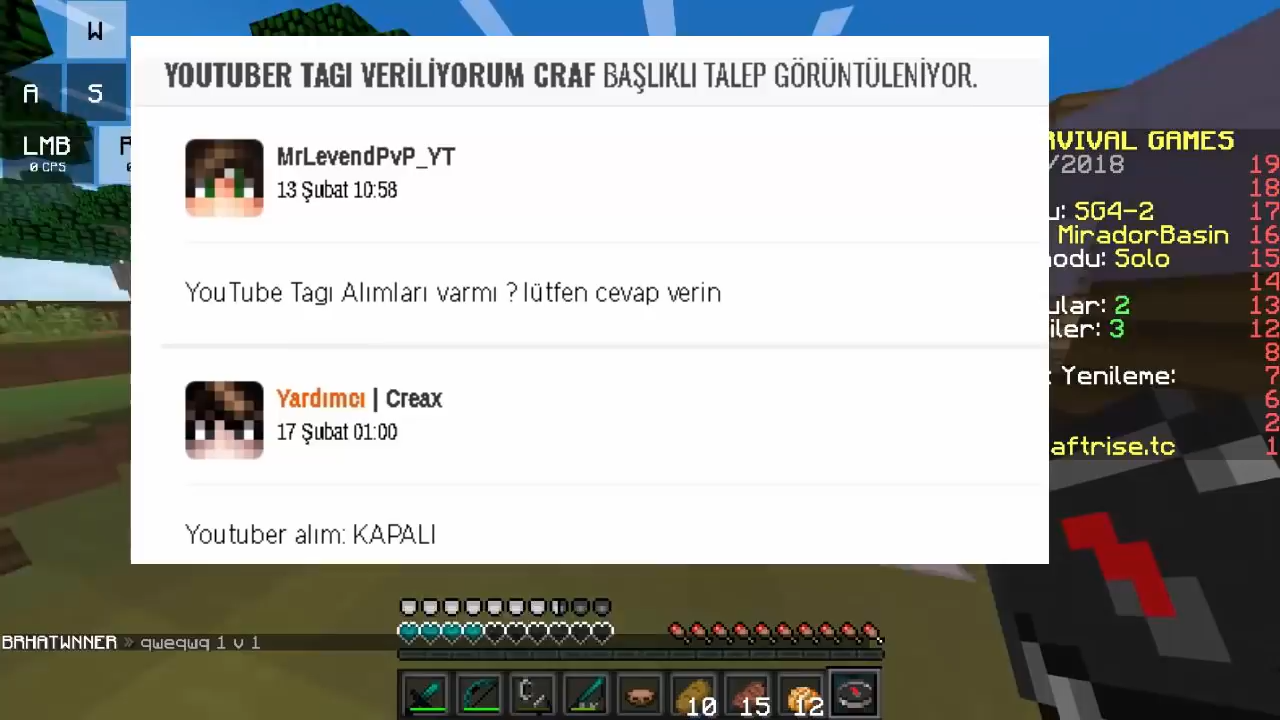 W
A S
LMB
0 CPS
YOUTUBER TAGI VERİLİYORUM CRAF BAŞLIKLI TALEP GÖRÜNTÜLENİYOR.
MrLevendPvP_YT
13 Şubat 10:58
YouTube Tagı Alımları varmı ? lütfen cevap verin
Yardımcı | Creax
17 Şubat 01:00
Youtuber alım: KAPALI
RVIVAL GAMES
/2018 19
18
u: SG4-2 17
MiradorBasin 16
odu: Solo 15
14
ular: 2 13
iler: 3 12
8
Yenileme: 7
6
2
aftrise.tc 1
BRHATWNNER » qweqwq 1 v 1
10 15 12